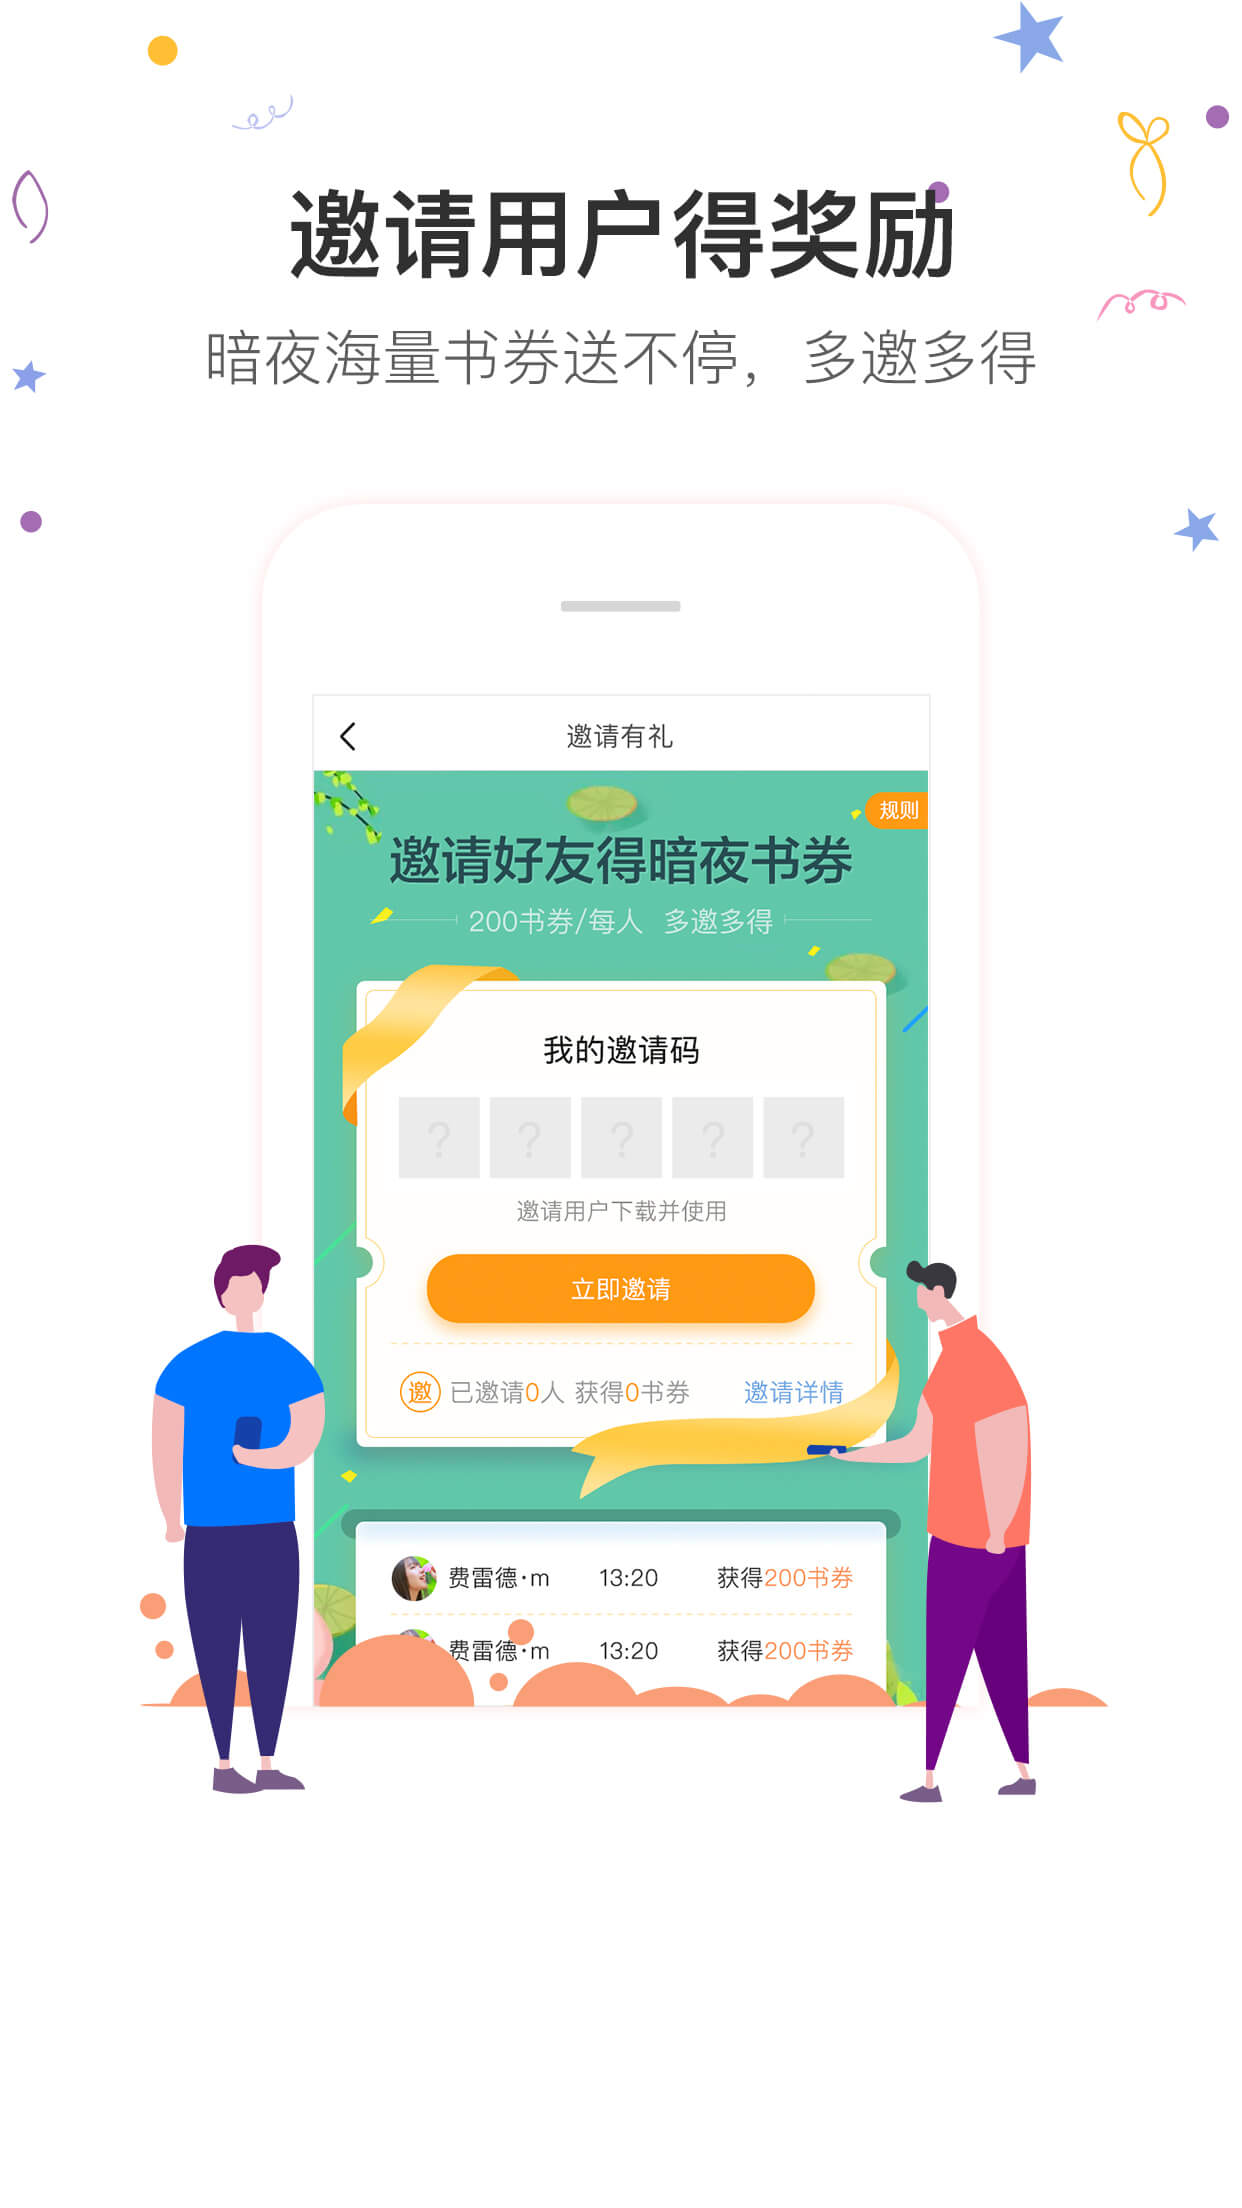 邀请用户得奖励
暗夜海量书券送不停，多邀多得
邀请有礼
规则
邀请好友得暗夜书券
200书券/每人 多邀多得
我的邀请码
? ? ? ? ?
邀请用户下载并使用
立即邀请
邀 已邀请0人 获得0书券 邀请详情
费雷德·m 13:20 获得200书券
费雷德·m 13:20 获得200书券